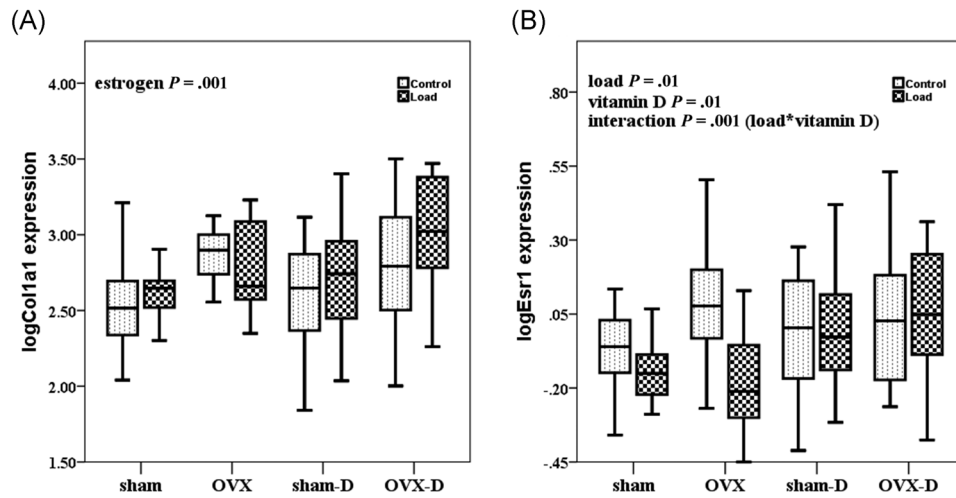 (A)
logCol1a1 expression
4.00
3.50
3.00
2.50
2.00
1.50
estrogen P = .001
Control
Load
sham OVX sham-D OVX-D
(B)
logEsr1 expression
.80
.55
.30
.05
-.20
-.45
load P = .01
vitamin D P = .01
interaction P = .001 (load*vitamin D)
Control
Load
sham OVX sham-D OVX-D